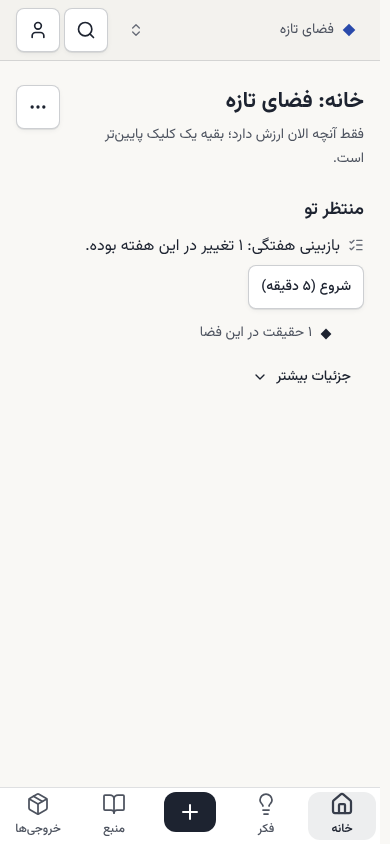 فضای تازه
خانه: فضای تازه
فقط آنچه الان ارزش دارد؛ بقیه یک کلیک پایین‌تر
است.
منتظر تو
بازبینی هفتگی: ۱ تغییر در این هفته بوده.
شروع (۵ دقیقه)
۱ حقیقت در این فضا
جزئیات بیشتر
خانه
فکر
منبع
خروجی‌ها